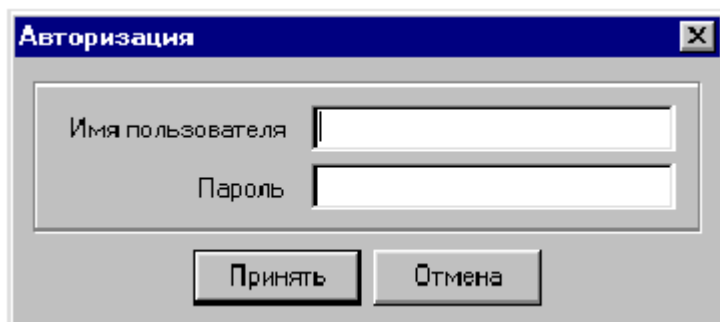 Авторизация
Имя пользователя
Пароль
Принять Отмена